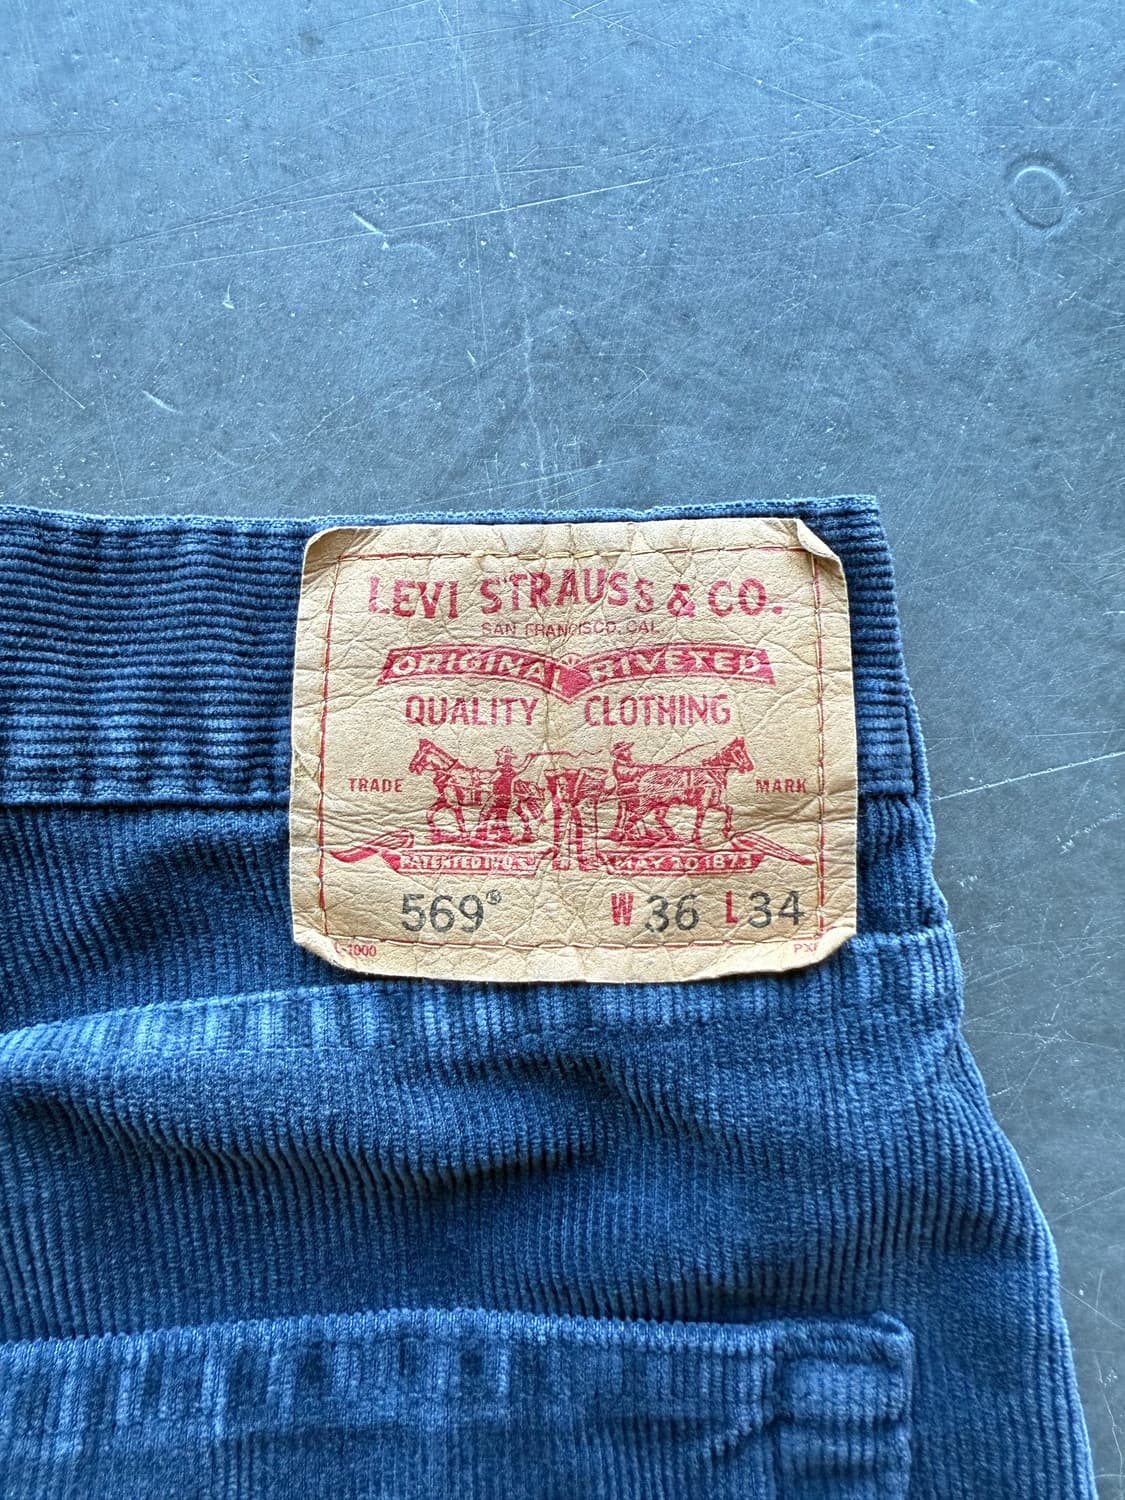 LEVI STRAUSS & CO.
SAN FRANCISCO, CAL.
ORIGINAL RIVETED
QUALITY CLOTHING
TRADE MARK
PATENTED IN U.S. MAY 20 1873
569® W 36 L 34